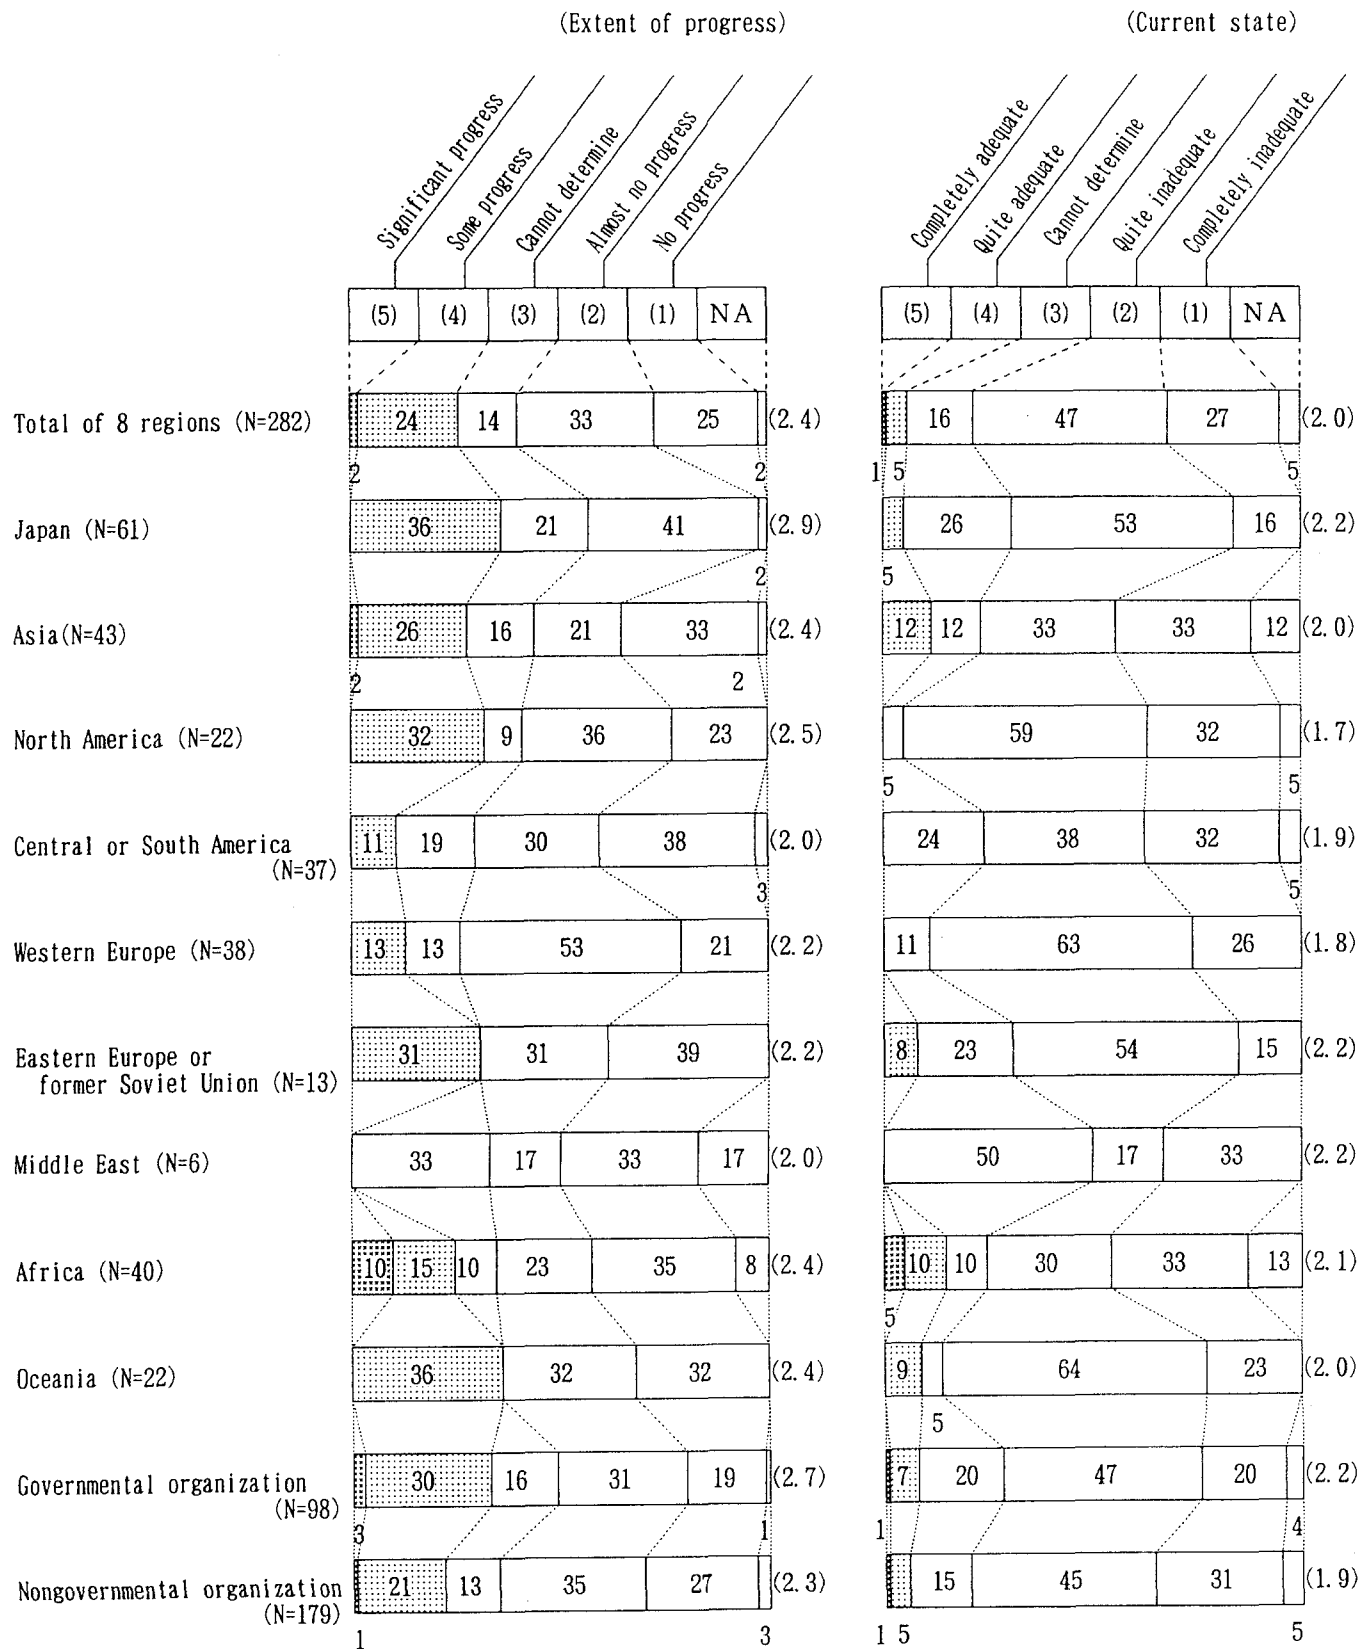 (Extent of progress) (Current state)
Significant progress
Some progress
Cannot determine
Almost no progress
No progress
Completely adequate
Quite adequate
Cannot determine
Quite inadequate
Completely inadequate
(5) (4) (3) (2) (1) NA (5) (4) (3) (2) (1) NA
Total of 8 regions (N=282) 24 14 33 25 (2.4) 16 47 27 (2.0)
2 2 1 5 5
Japan (N=61) 36 21 41 (2.9) 26 53 16 (2.2)
2 5
Asia(N=43) 26 16 21 33 (2.4) 12 12 33 33 12 (2.0)
2 2
North America (N=22) 32 9 36 23 (2.5) 59 32 (1.7)
5 5
Central or South America 11 19 30 38 (2.0) 24 38 32 (1.9)
(N=37)
3 5
Western Europe (N=38) 13 13 53 21 (2.2) 11 63 26 (1.8)
Eastern Europe or 31 31 39 (2.2) 8 23 54 15 (2.2)
former Soviet Union (N=13)
Middle East (N=6) 33 17 33 17 (2.0) 50 17 33 (2.2)
Africa (N=40) 10 15 10 23 35 8 (2.4) 10 10 30 33 13 (2.1)
5
Oceania (N=22) 36 32 32 (2.4) 9 64 23 (2.0)
5
Governmental organization 30 16 31 19 (2.7) 7 20 47 20 (2.2)
(N=98)
3 1 1 4
Nongovernmental organization 21 13 35 27 (2.3) 15 45 31 (1.9)
(N=179)
1 3 1 5 5